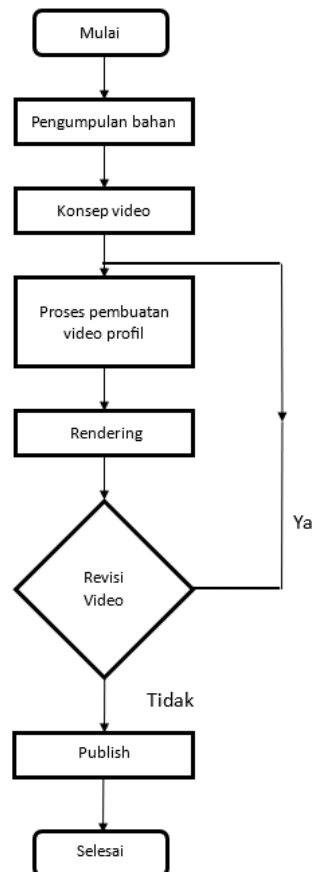 Mulai
Pengumpulan bahan
Konsep video
Proses pembuatan
video profil
Rendering
Ya
Revisi
Video
Tidak
Publish
Selesai